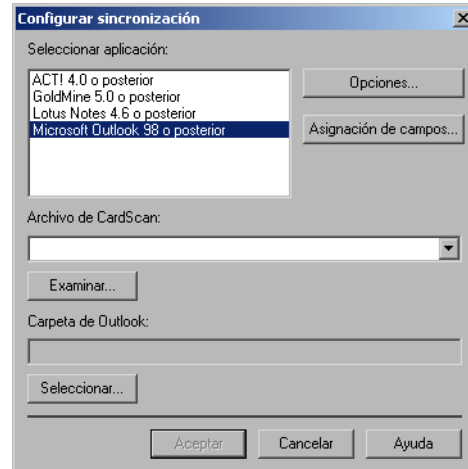 Configurar sincronización
Seleccionar aplicación:
ACT! 4.0 o posterior
GoldMine 5.0 o posterior
Lotus Notes 4.6 o posterior
Microsoft Outlook 98 o posterior
Opciones...
Asignación de campos...
Archivo de CardScan:
Examinar...
Carpeta de Outlook:
Seleccionar...
Aceptar
Cancelar
Ayuda